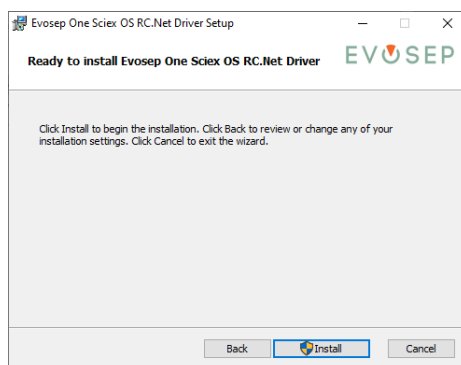 Evosep One Sciex OS RC.Net Driver Setup
Ready to install Evosep One Sciex OS RC.Net Driver
EVOSEP
Click Install to begin the installation. Click Back to review or change any of your
installation settings. Click Cancel to exit the wizard.
Back Install Cancel